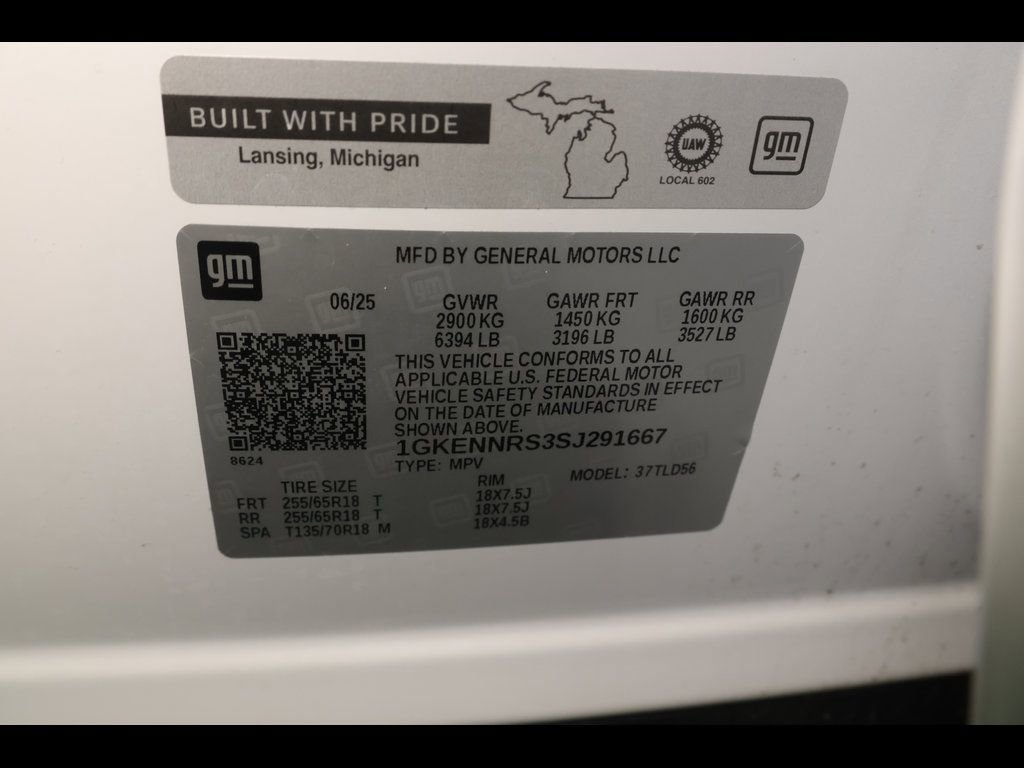 BUILT WITH PRIDE
Lansing, Michigan
UAW
LOCAL 602
gm
gm
MFD BY GENERAL MOTORS LLC
06/25 GVWR GAWR FRT GAWR RR
2900 KG 1450 KG 1600 KG
6394 LB 3196 LB 3527 LB
THIS VEHICLE CONFORMS TO ALL
APPLICABLE U.S. FEDERAL MOTOR
VEHICLE SAFETY STANDARDS IN EFFECT
ON THE DATE OF MANUFACTURE
SHOWN ABOVE.
1GKENNRS3SJ291667
8624
TYPE: MPV MODEL: 37TLD56
TIRE SIZE RIM
FRT 255/65R18 T 18X7.5J
RR 255/65R18 T 18X7.5J
SPA T135/70R18 M 18X4.5B